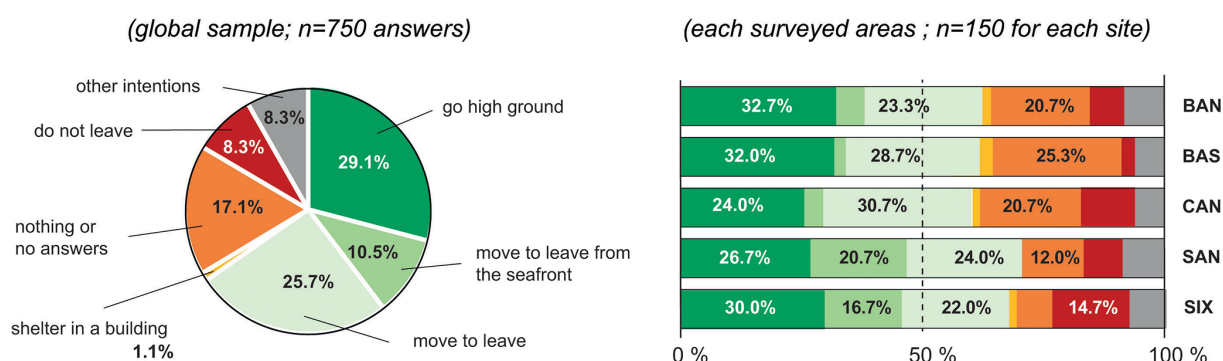 (global sample; n=750 answers)
other intentions
8.3%
go high ground
29.1%
do not leave
8.3%
17.1%
nothing or
no answers
10.5%
move to leave from
the seafront
25.7%
shelter in a building
1.1%
move to leave
(each surveyed areas ; n=150 for each site)
32.7% 23.3% 20.7% BAN
32.0% 28.7% 25.3% BAS
24.0% 30.7% 20.7% CAN
26.7% 20.7% 24.0% 12.0% SAN
30.0% 16.7% 22.0% 14.7% SIX
0 % 50 % 100 %